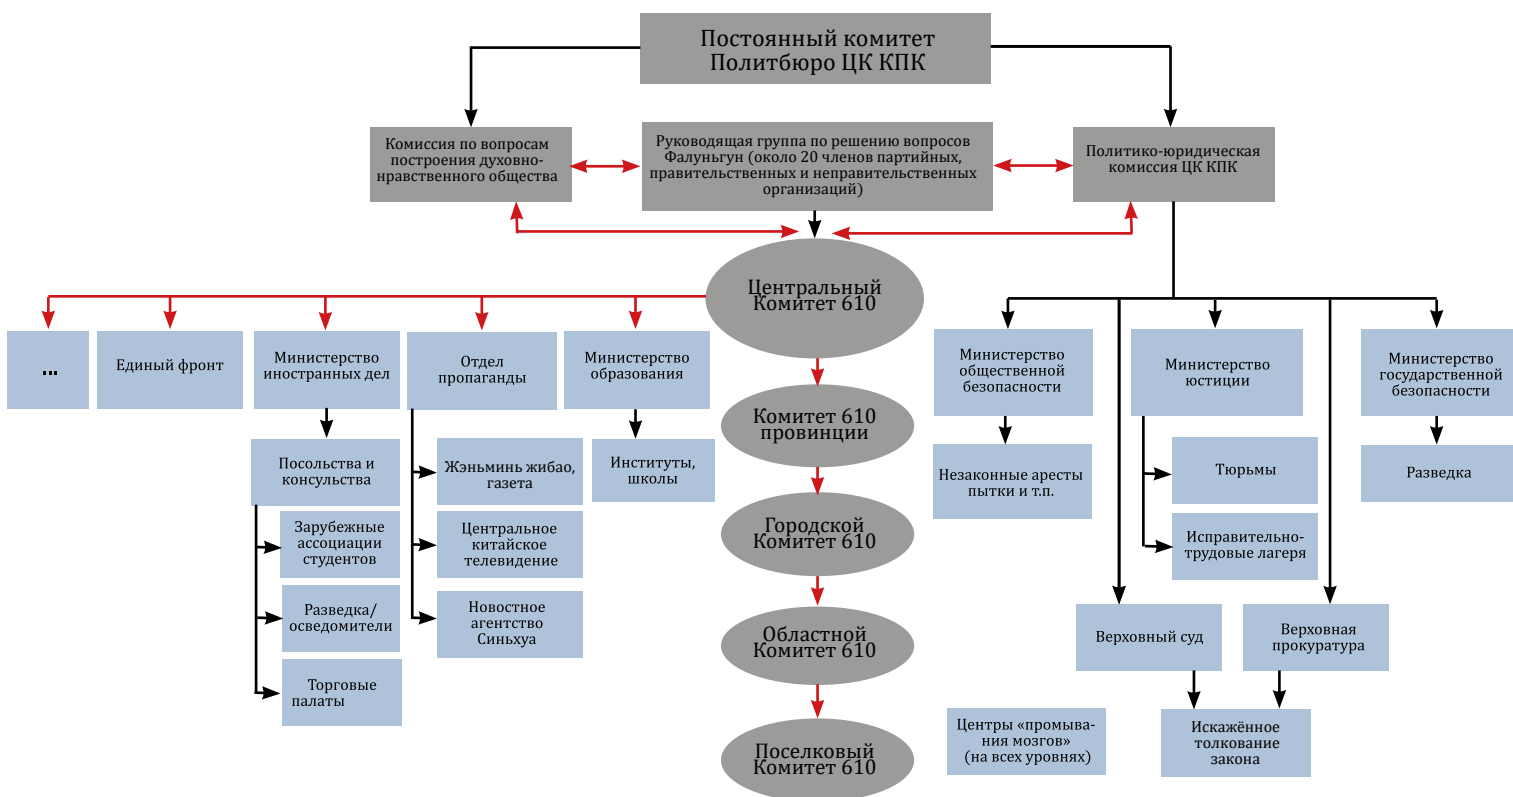 Постоянный комитет
Политбюро ЦК КПК
Комиссия по вопросам
построения духовно-
нравственного общества
Руководящая группа по решению вопросов
Фалуньгун (около 20 членов партийных,
правительственных и неправительственных
организаций)
Политико-юридическая
комиссия ЦК КПК
Центральный
Комитет 610
...
Единый фронт
Министерство
иностранных дел
Отдел
пропаганды
Министерство
образования
Министерство
общественной
безопасности
Министерство
юстиции
Министерство
государственной
безопасности
Комитет 610
провинции
Посольства и
консульства
Жэньминь жибао,
газета
Институты,
школы
Незаконные аресты
пытки и т.п.
Тюрьмы
Разведка
Зарубежные
ассоциации
студентов
Центральное
китайское
телевидение
Городской
Комитет 610
Исправительно-
трудовые лагеря
Разведка/
осведомители
Новостное
агентство
Синьхуа
Областной
Комитет 610
Верховный суд
Верховная
прокуратура
Торговые
палаты
Поселковый
Комитет 610
Центры «промыва-
ния мозгов»
(на всех уровнях)
Искажённое
толкование
закона